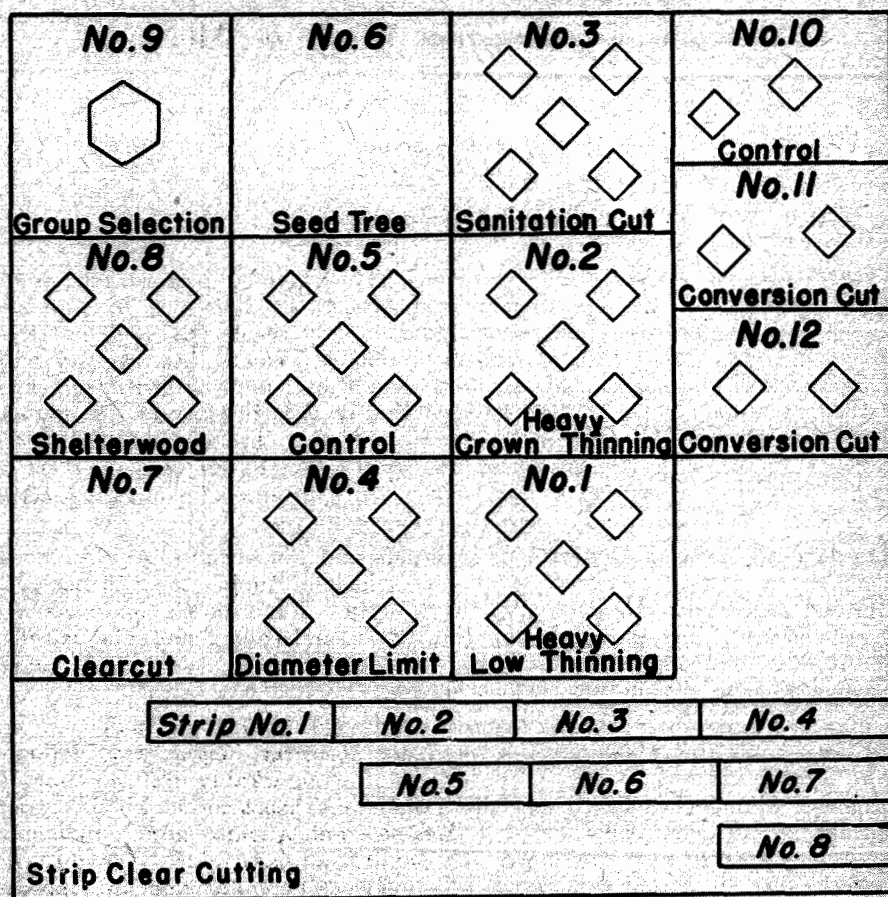 No.9
Group Selection
No.6
Seed Tree
No.3
Sanitation Cut
No.10
Control
No.11
Conversion Cut
No.12
Conversion Cut
No.8
Shelterwood
No.5
Control
No.2
Heavy
Crown Thinning
No.7
Clearcut
No.4
Diameter Limit
No.1
Heavy
Low Thinning
Strip No.1 No.2 No.3 No.4
No.5 No.6 No.7
No.8
Strip Clear Cutting